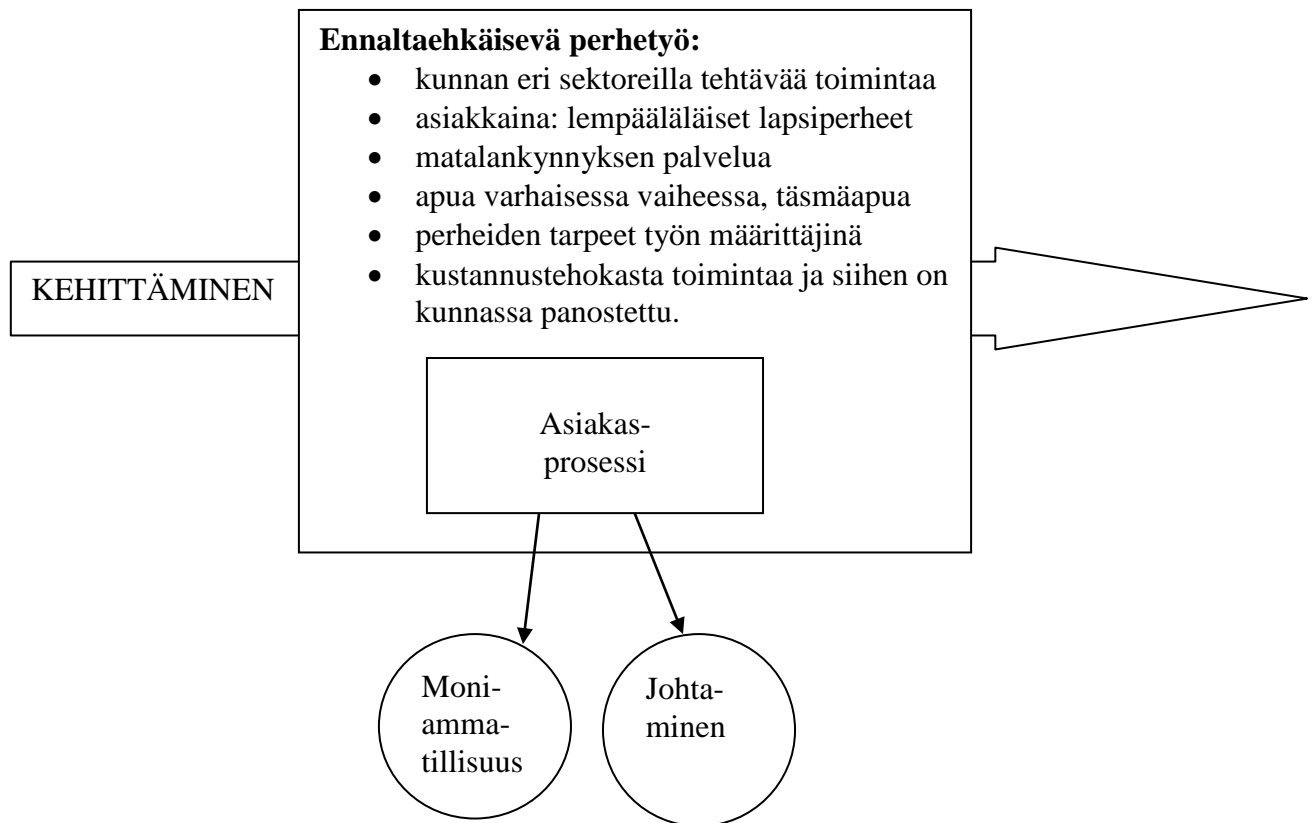 Ennaltaehkäisevä perhetyö:
• kunnan eri sektoreilla tehtävää toimintaa
• asiakkaina: lempääläläiset lapsiperheet
• matalankynnyksen palvelua
• apua varhaisessa vaiheessa, täsmäapua
• perheiden tarpeet työn määrittäjinä
• kustannustehokasta toimintaa ja siihen on
kunnassa panostettu.
KEHITTÄMINEN
Asiakas-
prosessi
Moni-
amma-
tillisuus
Johta-
minen